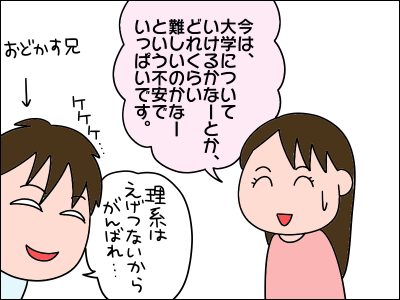 今は、
大学について
いけるかなーとか、
どれくらい
難しいのかなー
という不安で
いっぱいです。
おどかす兄
ケケケ…
理系は
えげつないから
がんばれ…